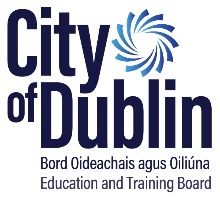 City
of Dublin
Bord Oideachais agus Oiliúna
Education and Training Board